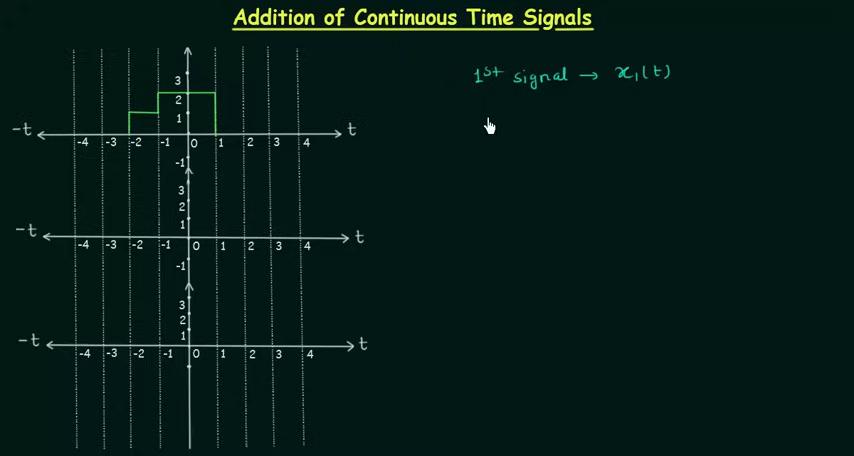 Addition of Continuous Time Signals
1st signal → x₁(t)
3
2
1
-t -4 -3 -2 -1 0 1 2 3 4 t
-1
3
2
1
-t -4 -3 -2 -1 0 1 2 3 4 t
-1
3
2
1
-t -4 -3 -2 -1 0 1 2 3 4 t